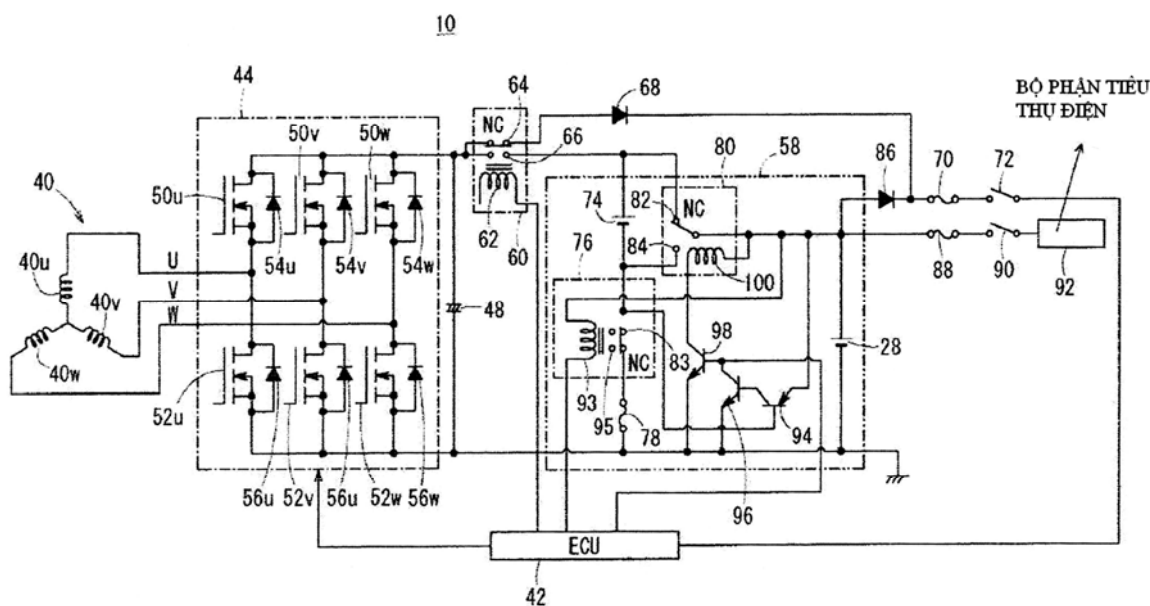 10
44
BỘ PHẬN TIÊU
THỤ ĐIỆN
50v 50w
NC
64
66
68
80
58
86
70
72
40
50u
54u
54v
54w
62
60
74
82
NC
84
76
100
88
90
92
40u
40v
40w
U
V
W
48
98
83
NC
28
52u
93
95
78
94
56u
52v
56u
52w
56w
96
ECU
42